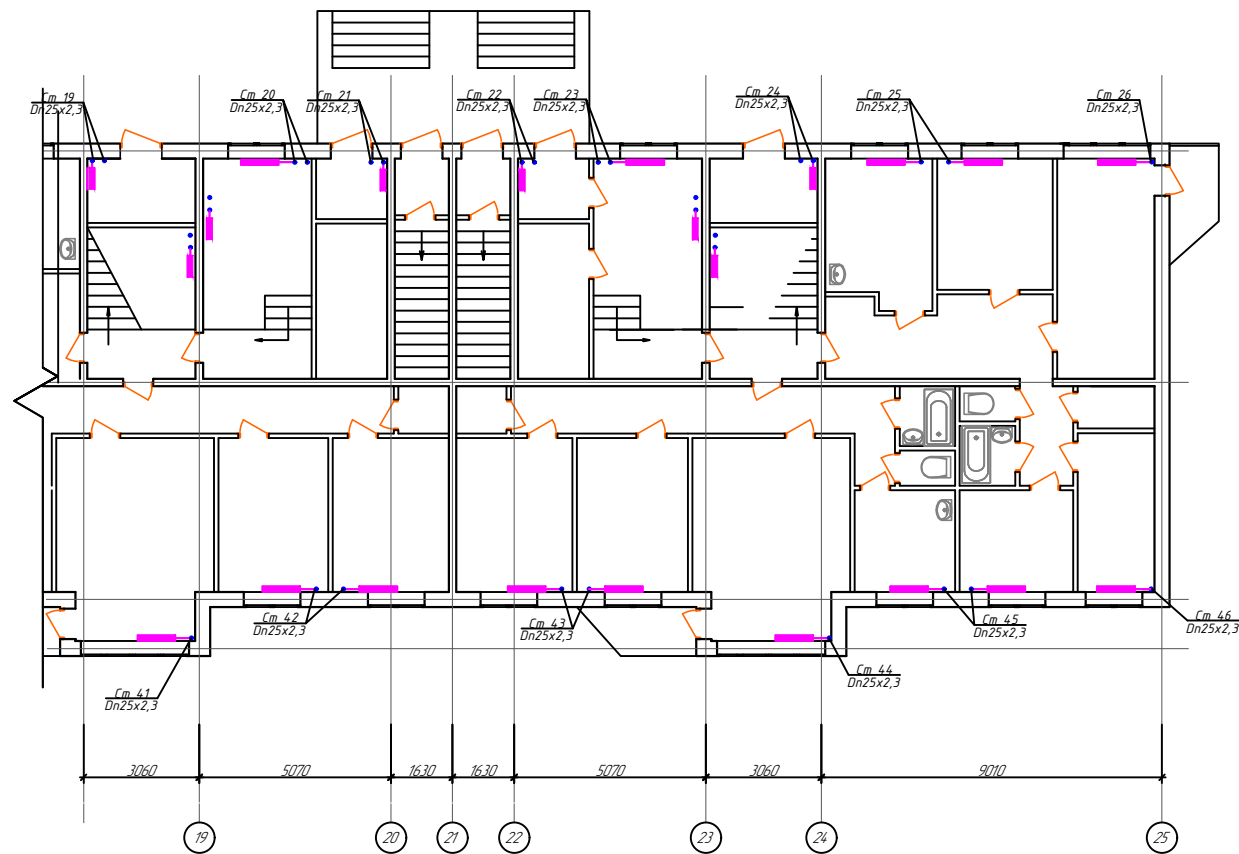 Ст 19
Dn25x2,3
Ст 20
Dn25x2,3
Ст 21
Dn25x2,3
Ст 22
Dn25x2,3
Ст 23
Dn25x2,3
Ст 24
Dn25x2,3
Ст 25
Dn25x2,3
Ст 26
Dn25x2,3
Ст 42
Dn25x2,3
Ст 43
Dn25x2,3
Ст 45
Dn25x2,3
Ст 46
Dn25x2,3
Ст 41
Dn25x2,3
Ст 44
Dn25x2,3
3060
5070
1630
1630
5070
3060
9010
19
20
21
22
23
24
25